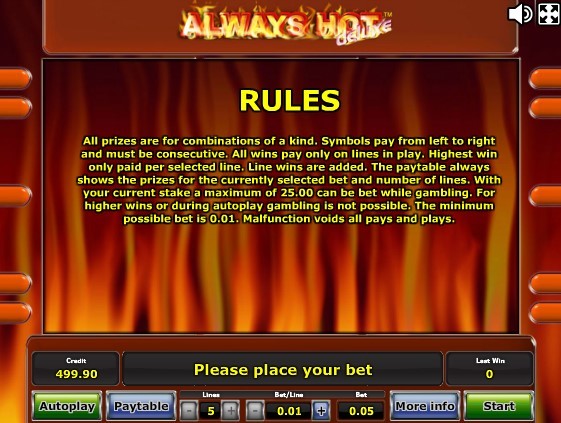 ALWAYS HOT™
deluxe
RULES
All prizes are for combinations of a kind. Symbols pay from left to right
and must be consecutive. All wins pay only on lines in play. Highest win
only paid per selected line. Line wins are added. The paytable always
shows the prizes for the currently selected bet and number of lines. With
your current stake a maximum of 25.00 can be bet while gambling. For
higher wins or during autoplay gambling is not possible. The minimum
possible bet is 0.01. Malfunction voids all pays and plays.
Credit
499.90
Please place your bet
Last Win
0
Autoplay
Paytable
Lines
- 5 +
Bet/Line
- 0.01 +
Bet
0.05
More info
Start